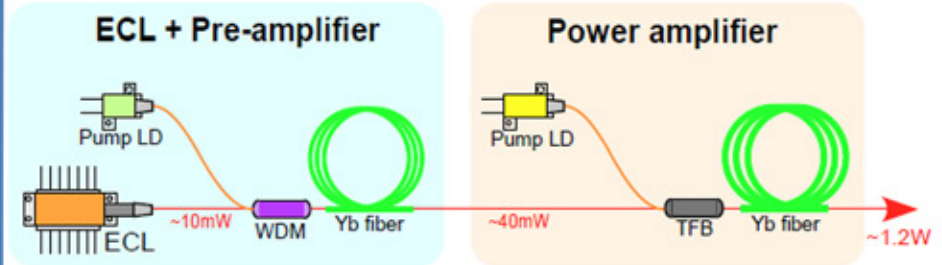 ECL + Pre-amplifier
Power amplifier
Pump LD
Pump LD
ECL
~10mW
WDM
Yb fiber
~40mW
TFB
Yb fiber
~1.2W